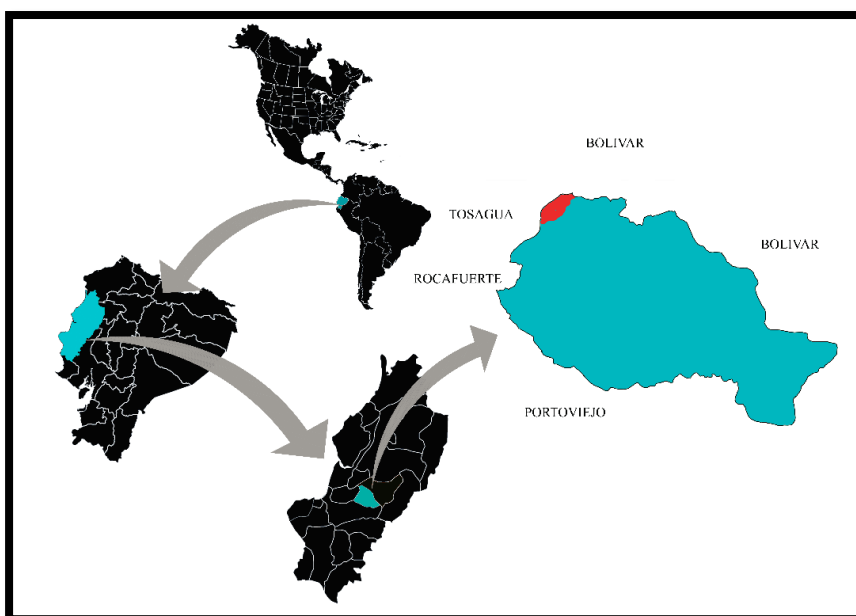 BOLIVAR
TOSAGUA
BOLIVAR
ROCAFUERTE
PORTOVIEJO